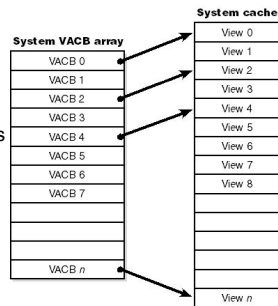 System VACB array
VACB 0
VACB 1
VACB 2
VACB 3
VACB 4
VACB 5
VACB 6
VACB 7
VACB n
System cache
View 0
View 1
View 2
View 3
View 4
View 5
View 6
View 7
View 8
View n
s